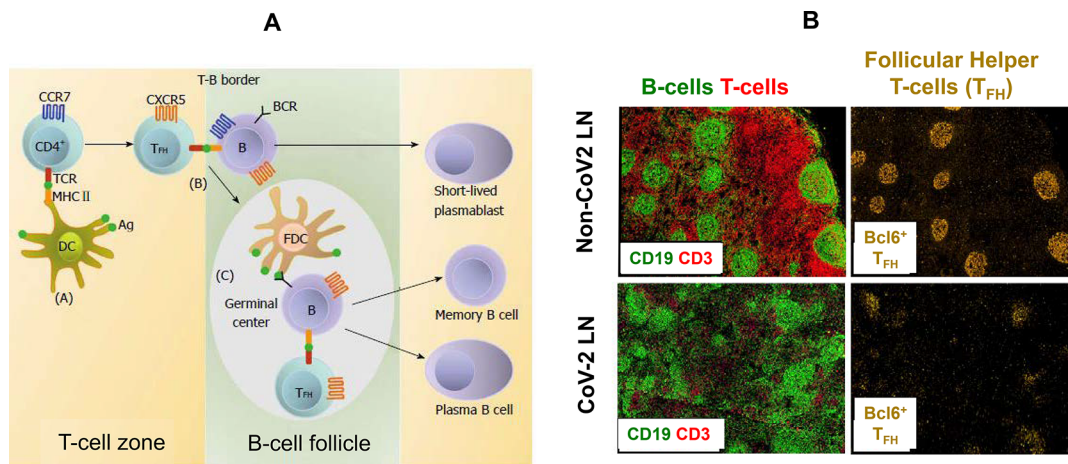 A
B
T-B border
CCR7
CXCR5
BCR
CD4+
TFH
B
TCR
MHC II
(B)
Ag
DC
(A)
FDC
(C)
Germinal
center
B
TFH
Short-lived
plasmablast
Memory B cell
Plasma B cell
T-cell zone
B-cell follicle
B-cells T-cells
Follicular Helper
T-cells (TFH)
Non-CoV2 LN
CD19 CD3
Bcl6+
TFH
CoV-2 LN
CD19 CD3
Bcl6+
TFH